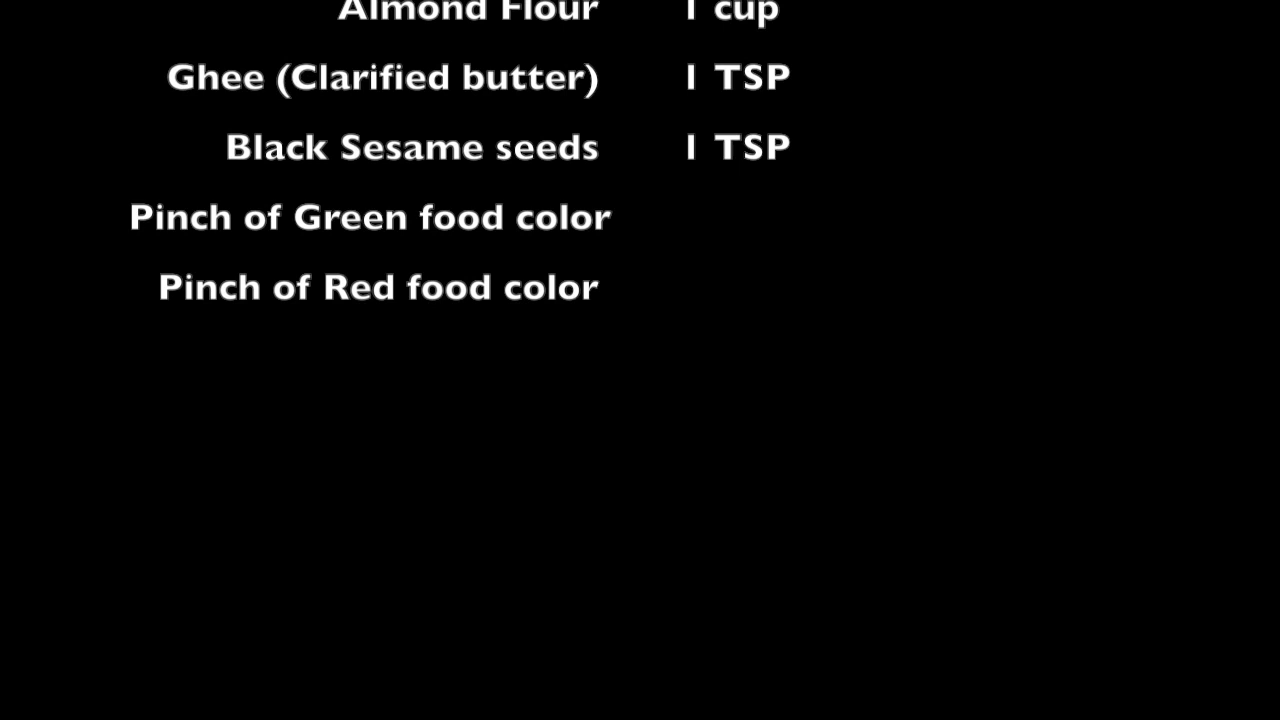 Almond Flour 1 cup
Ghee (Clarified butter) 1 TSP
Black Sesame seeds 1 TSP
Pinch of Green food color
Pinch of Red food color